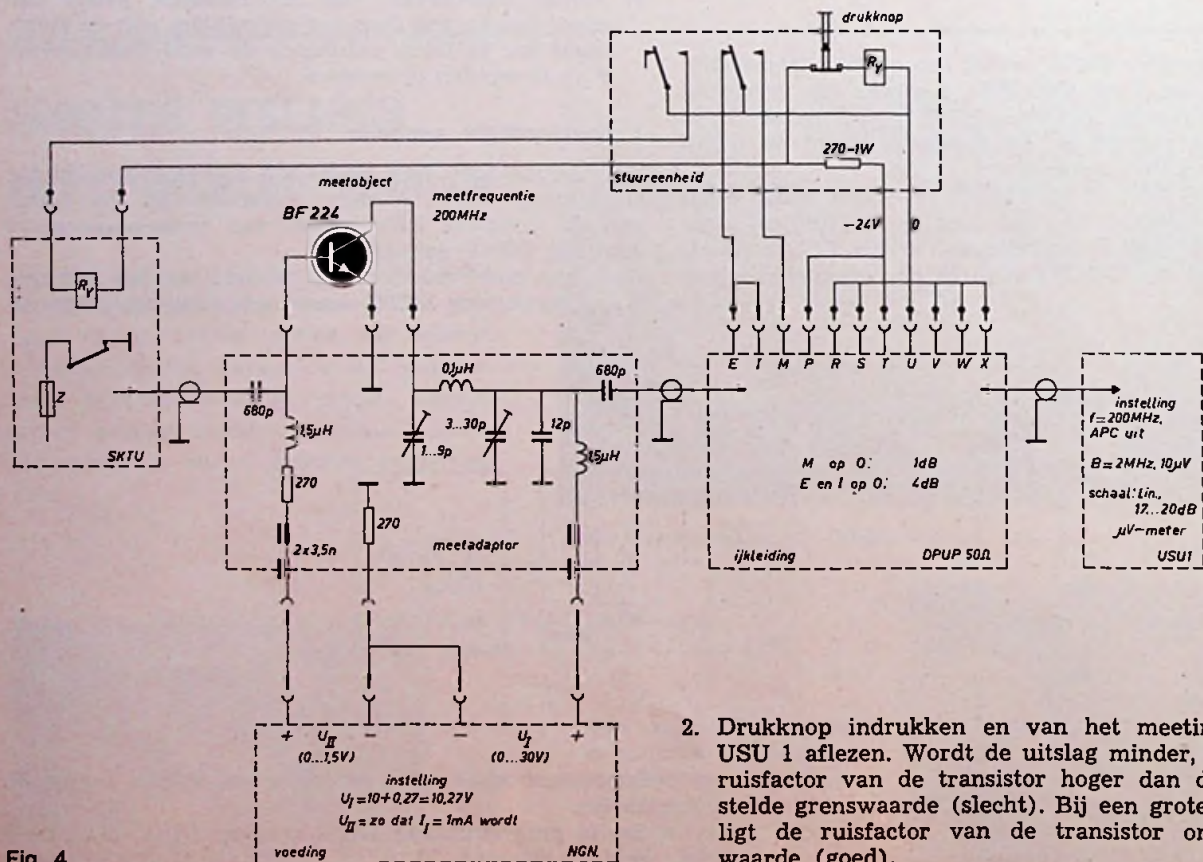 drukknop
RY
270-1W
stuureenheid
-24V
0
meetobject
meetfrequentie
200MHz
BF 224
RY
Z
SKTU
680p
1,5µH
270
2x3,5n
270
0,1µH
1...9p
3...30p
12p
680p
1,5µH
meetadaptor
E I M P R S T U V W X
M op 0: 1dB
E en I op 0: 4dB
ijkleiding
DPUP 50Ω
instelling
f=200MHz,
APC uit
B=2MHz, 10µV
schaal: lin.,
17...20dB
µV-meter
USU1
+ UII - - UI +
(0...1,5V) (0...30V)
instelling
UI=10+0,27=10,27V
UII= zo dat II=1mA wordt
voeding
NGN.
Fig. 4
2. Drukknop indrukken en van het meetin
USU 1 aflezen. Wordt de uitslag minder,
ruisfactor van de transistor hoger dan d
stelde grenswaarde (slecht). Bij een grote
ligt de ruisfactor van de transistor on
waarde (goed).